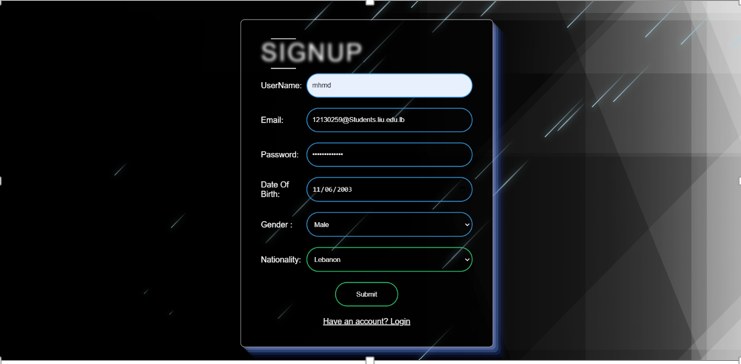 SIGNUP
UserName: mhmd
Email: 12130259@Students.liu.edu.lb
Password: •••••••••••••
Date Of
Birth: 11/06/2003
Gender : Male
Nationality: Lebanon
Submit
Have an account? Login